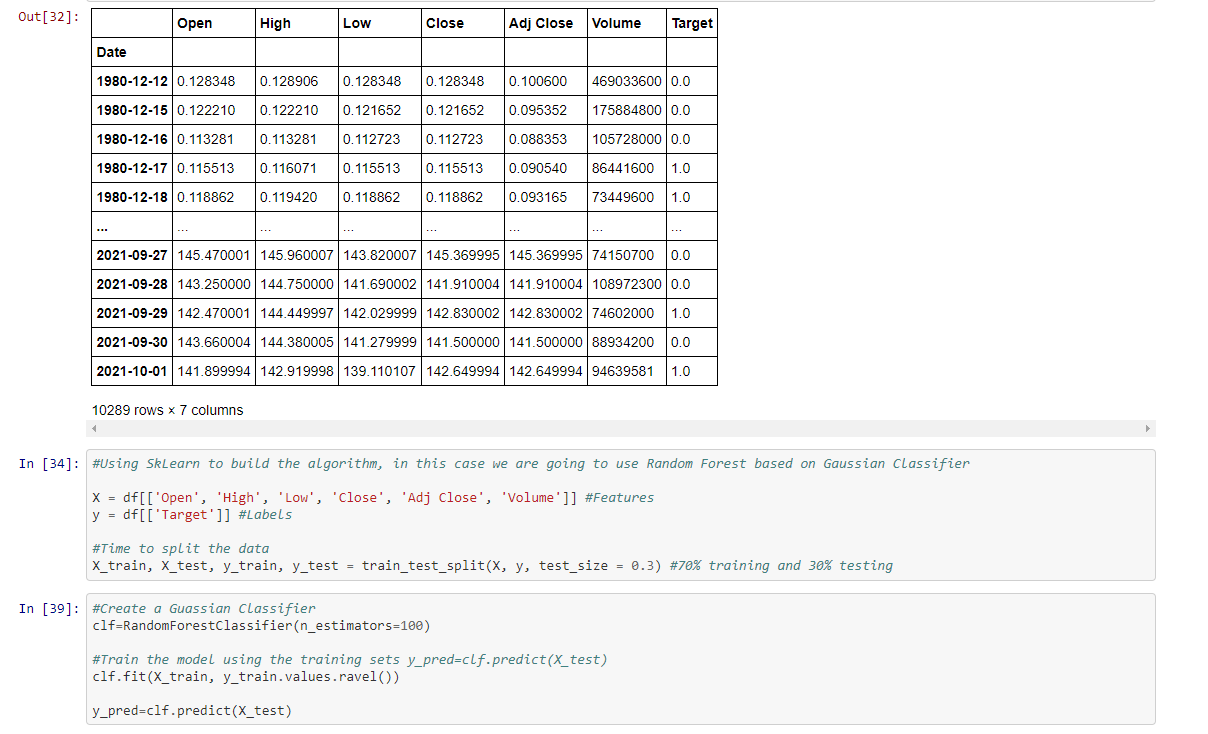 Out[32]:
Open High Low Close Adj Close Volume Target
Date
1980-12-12 0.128348 0.128906 0.128348 0.128348 0.100600 469033600 0.0
1980-12-15 0.122210 0.122210 0.121652 0.121652 0.095352 175884800 0.0
1980-12-16 0.113281 0.113281 0.112723 0.112723 0.088353 105728000 0.0
1980-12-17 0.115513 0.116071 0.115513 0.115513 0.090540 86441600 1.0
1980-12-18 0.118862 0.119420 0.118862 0.118862 0.093165 73449600 1.0
... ... ... ... ... ... ... ...
2021-09-27 145.470001 145.960007 143.820007 145.369995 145.369995 74150700 0.0
2021-09-28 143.250000 144.750000 141.690002 141.910004 141.910004 108972300 0.0
2021-09-29 142.470001 144.449997 142.029999 142.830002 142.830002 74602000 1.0
2021-09-30 143.660004 144.380005 141.279999 141.500000 141.500000 88934200 0.0
2021-10-01 141.899994 142.919998 139.110107 142.649994 142.649994 94639581 1.0
10289 rows × 7 columns
In [34]: #Using SkLearn to build the algorithm, in this case we are going to use Random Forest based on Gaussian Classifier
X = df[['Open', 'High', 'Low', 'Close', 'Adj Close', 'Volume']] #Features
y = df[['Target']] #Labels
#Time to split the data
X_train, X_test, y_train, y_test = train_test_split(X, y, test_size = 0.3) #70% training and 30% testing
In [39]: #Create a Guassian Classifier
clf=RandomForestClassifier(n_estimators=100)
#Train the model using the training sets y_pred=clf.predict(X_test)
clf.fit(X_train, y_train.values.ravel())
y_pred=clf.predict(X_test)